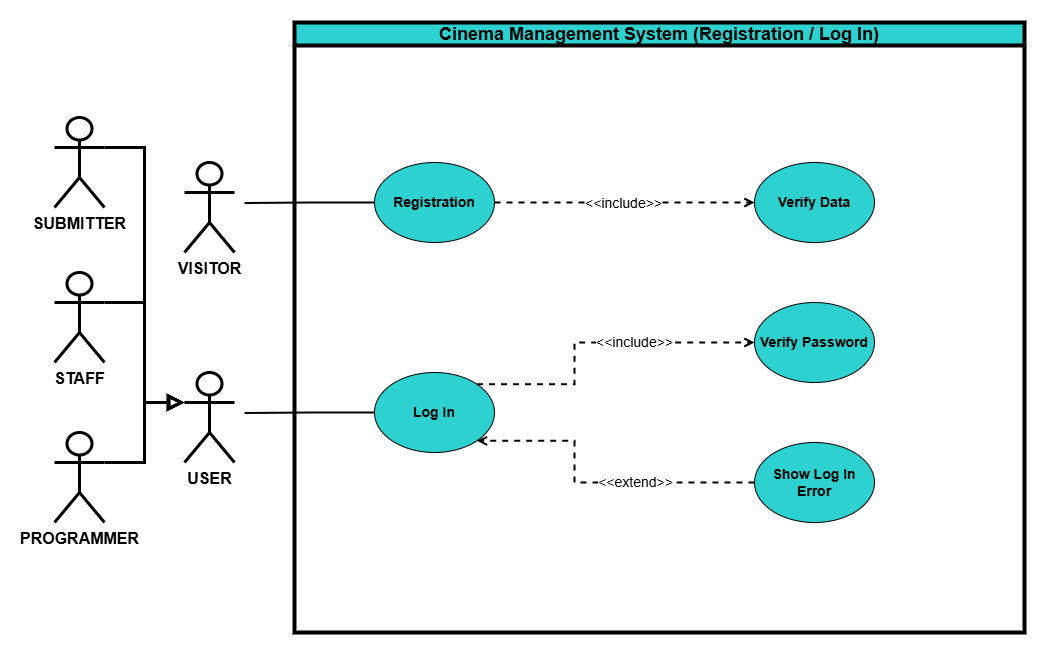 Cinema Management System (Registration / Log In)
SUBMITTER
VISITOR
Registration
<<include>>
Verify Data
STAFF
<<include>>
Verify Password
USER
Log In
<<extend>>
Show Log In
Error
PROGRAMMER